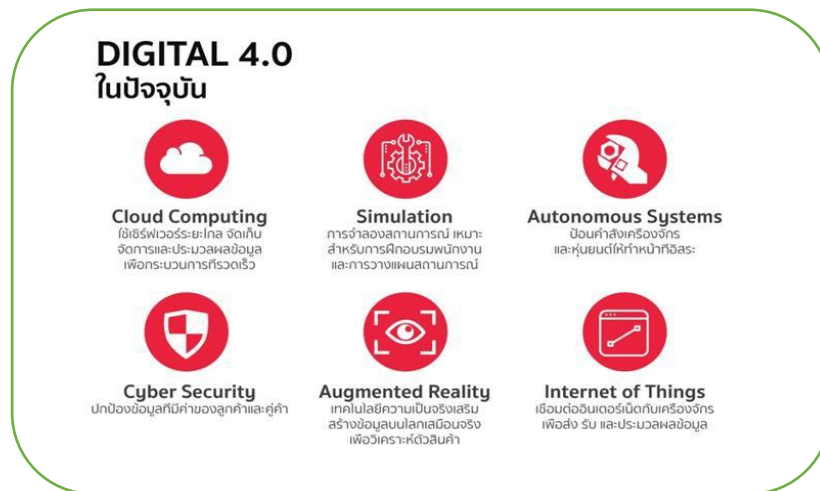 DIGITAL 4.0
ในปัจจุบัน
Cloud Computing
ใช้เซิร์ฟเวอร์ระยะไกล จัดเก็บ
จัดการและประมวลผลข้อมูล
เพื่อกระบวนการที่รวดเร็ว
Simulation
การจำลองสถานการณ์ เหมาะ
สำหรับการฝึกอบรมพนักงาน
และการวางแผนสถานการณ์
Autonomous Systems
ป้อนคำสั่งเครื่องจักร
และหุ่นยนต์ให้ทำหน้าที่อิสระ
Cyber Security
ปกป้องข้อมูลที่มีค่าของลูกค้าและคู่ค้า
Augmented Reality
เทคโนโลยีความเป็นจริงเสริม
สร้างข้อมูลบนโลกเสมือนจริง
เพื่อวิเคราะห์ตัวสินค้า
Internet of Things
เชื่อมต่ออินเตอร์เน็ตกับเครื่องจักร
เพื่อส่ง รับ และประมวลผลข้อมูล